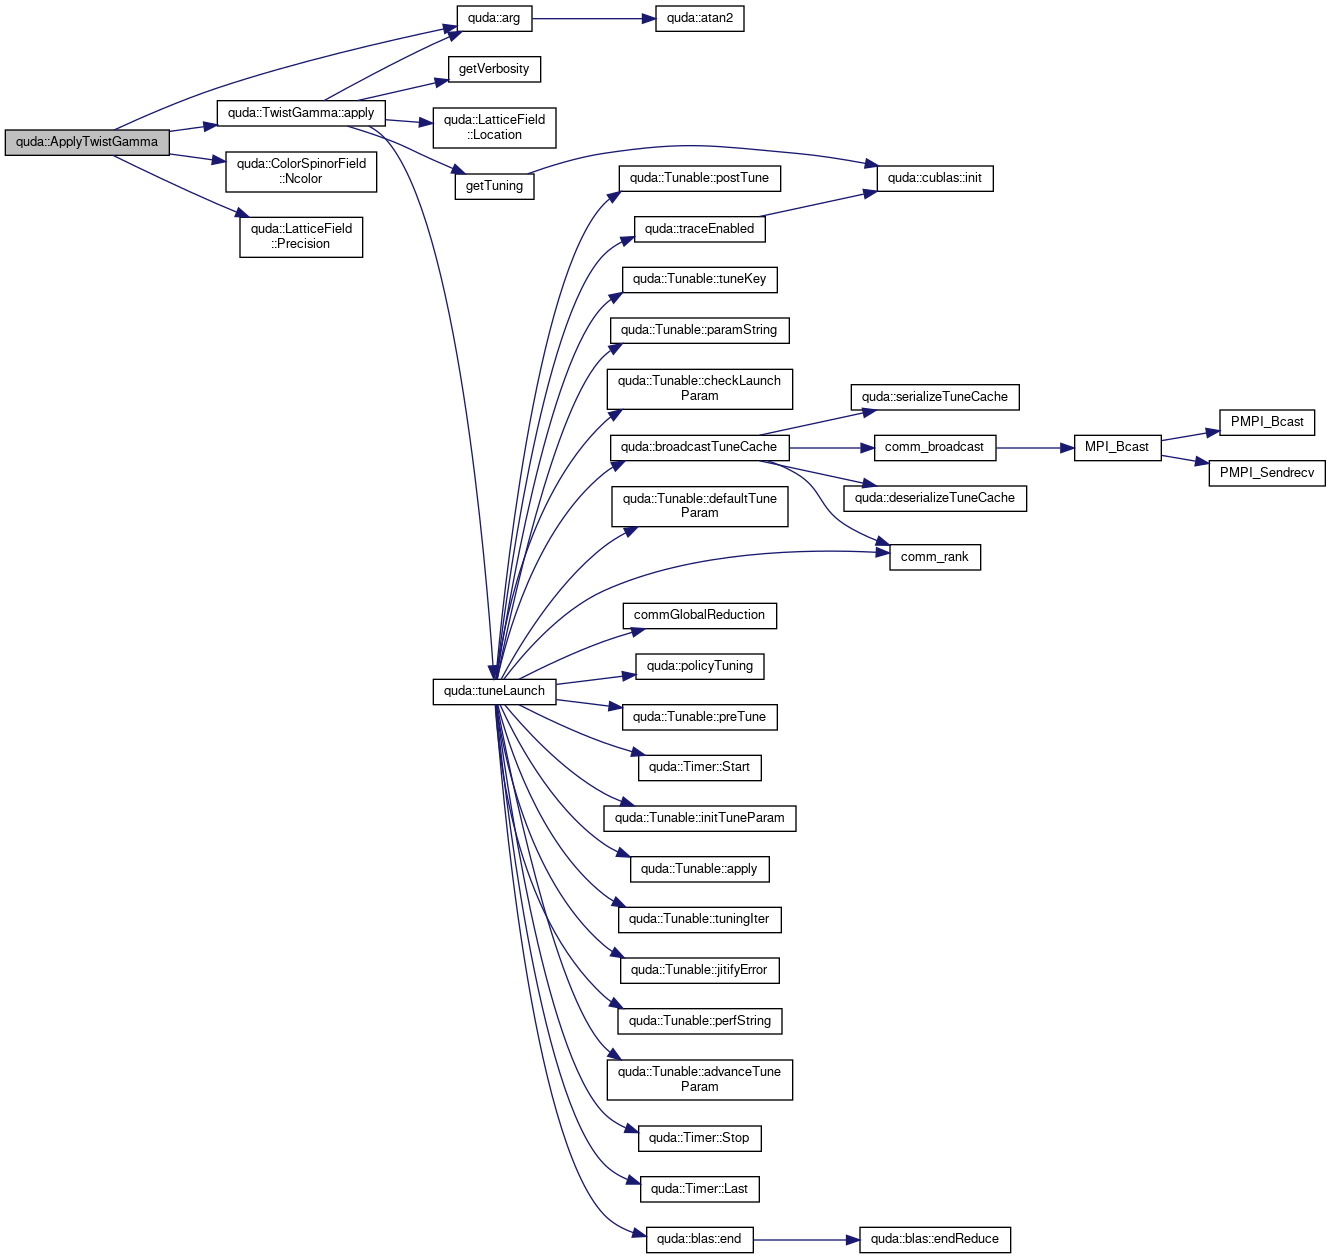 quda::ApplyTwistGamma
quda::arg
quda::atan2
quda::TwistGamma::apply
getVerbosity
quda::LatticeField
::Location
getTuning
quda::ColorSpinorField
::Ncolor
quda::LatticeField
::Precision
quda::cublas::init
quda::tuneLaunch
quda::Tunable::postTune
quda::traceEnabled
quda::Tunable::tuneKey
quda::Tunable::paramString
quda::Tunable::checkLaunch
Param
quda::broadcastTuneCache
quda::serializeTuneCache
comm_broadcast
MPI_Bcast
PMPI_Bcast
PMPI_Sendrecv
quda::deserializeTuneCache
comm_rank
quda::Tunable::defaultTune
Param
commGlobalReduction
quda::policyTuning
quda::Tunable::preTune
quda::Timer::Start
quda::Tunable::initTuneParam
quda::Tunable::apply
quda::Tunable::tuningIter
quda::Tunable::jitifyError
quda::Tunable::perfString
quda::Tunable::advanceTune
Param
quda::Timer::Stop
quda::Timer::Last
quda::blas::end
quda::blas::endReduce